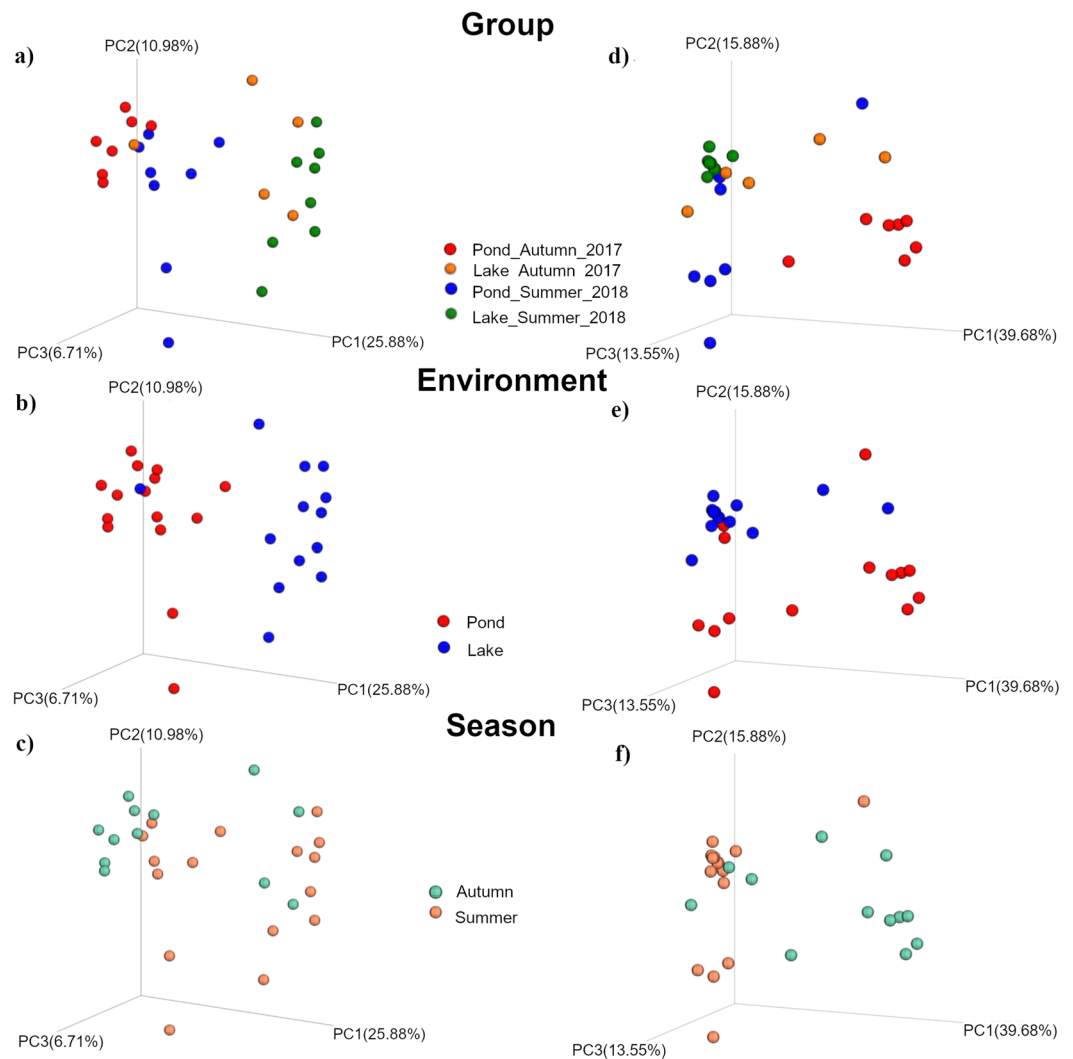 Group
a)
PC2(10.98%)
PC3(6.71%)
PC1(25.88%)
Pond_Autumn_2017
Lake Autumn 2017
Pond_Summer_2018
Lake_Summer_2018
d)
PC2(15.88%)
PC3(13.55%)
PC1(39.68%)
Environment
b)
PC2(10.98%)
PC3(6.71%)
PC1(25.88%)
Pond
Lake
e)
PC2(15.88%)
PC3(13.55%)
PC1(39.68%)
Season
c)
PC2(10.98%)
PC3(6.71%)
PC1(25.88%)
Autumn
Summer
f)
PC2(15.88%)
PC3(13.55%)
PC1(39.68%)